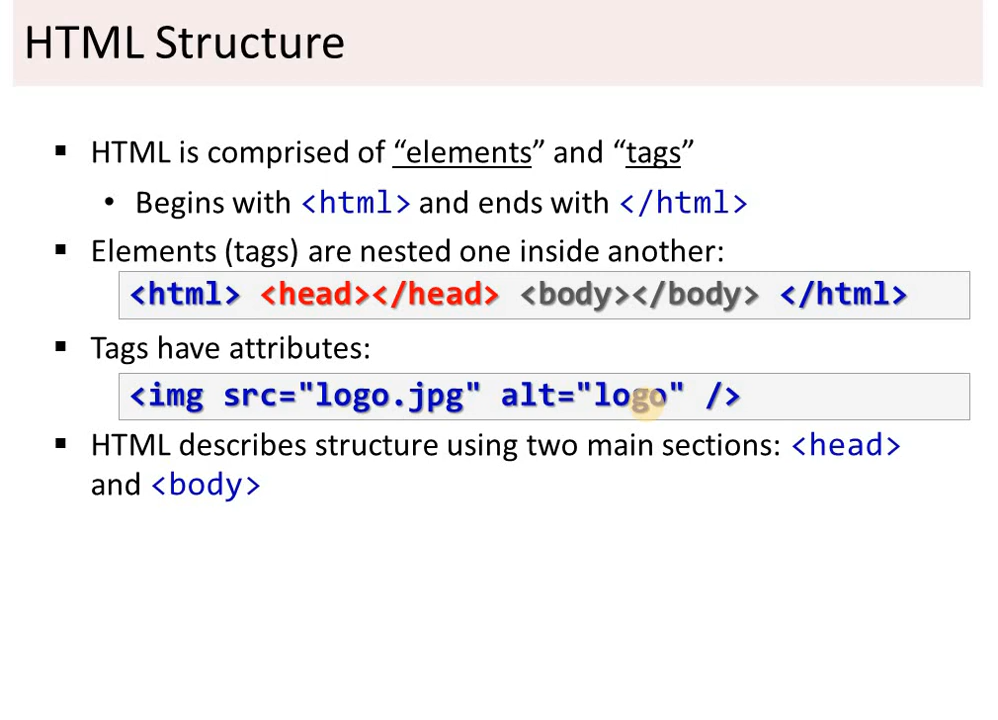 HTML Structure
▪ HTML is comprised of “elements” and “tags”
• Begins with <html> and ends with </html>
▪ Elements (tags) are nested one inside another:
<html> <head></head> <body></body> </html>
▪ Tags have attributes:
<img src="logo.jpg" alt="logo" />
▪ HTML describes structure using two main sections: <head>
and <body>